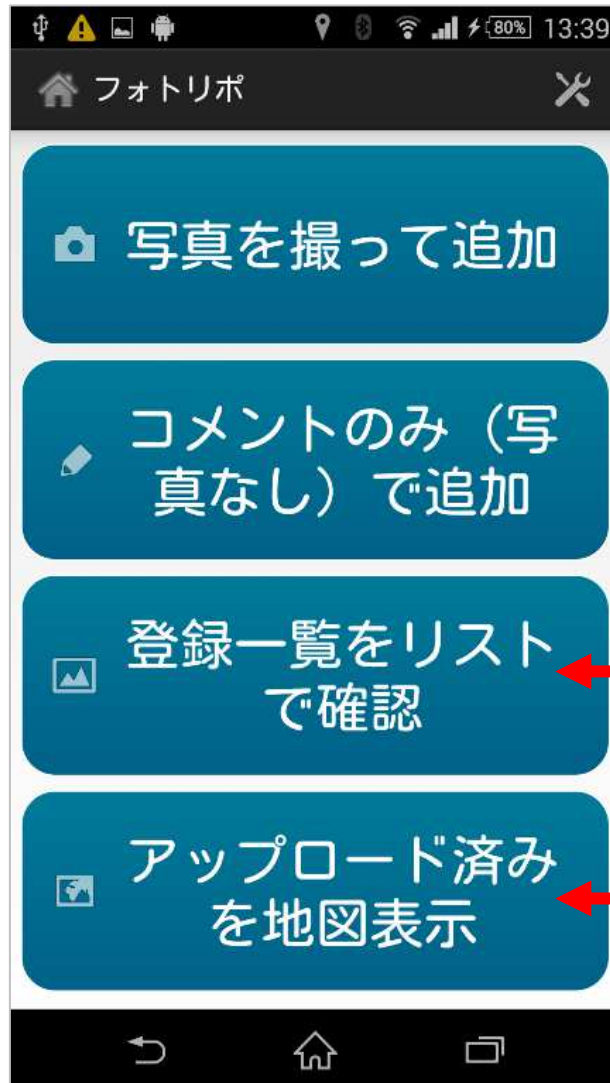 80% 13:39
フォトリポ
写真を撮って追加
コメントのみ（写
真なし）で追加
登録一覧をリスト
で確認
アップロード済み
を地図表示